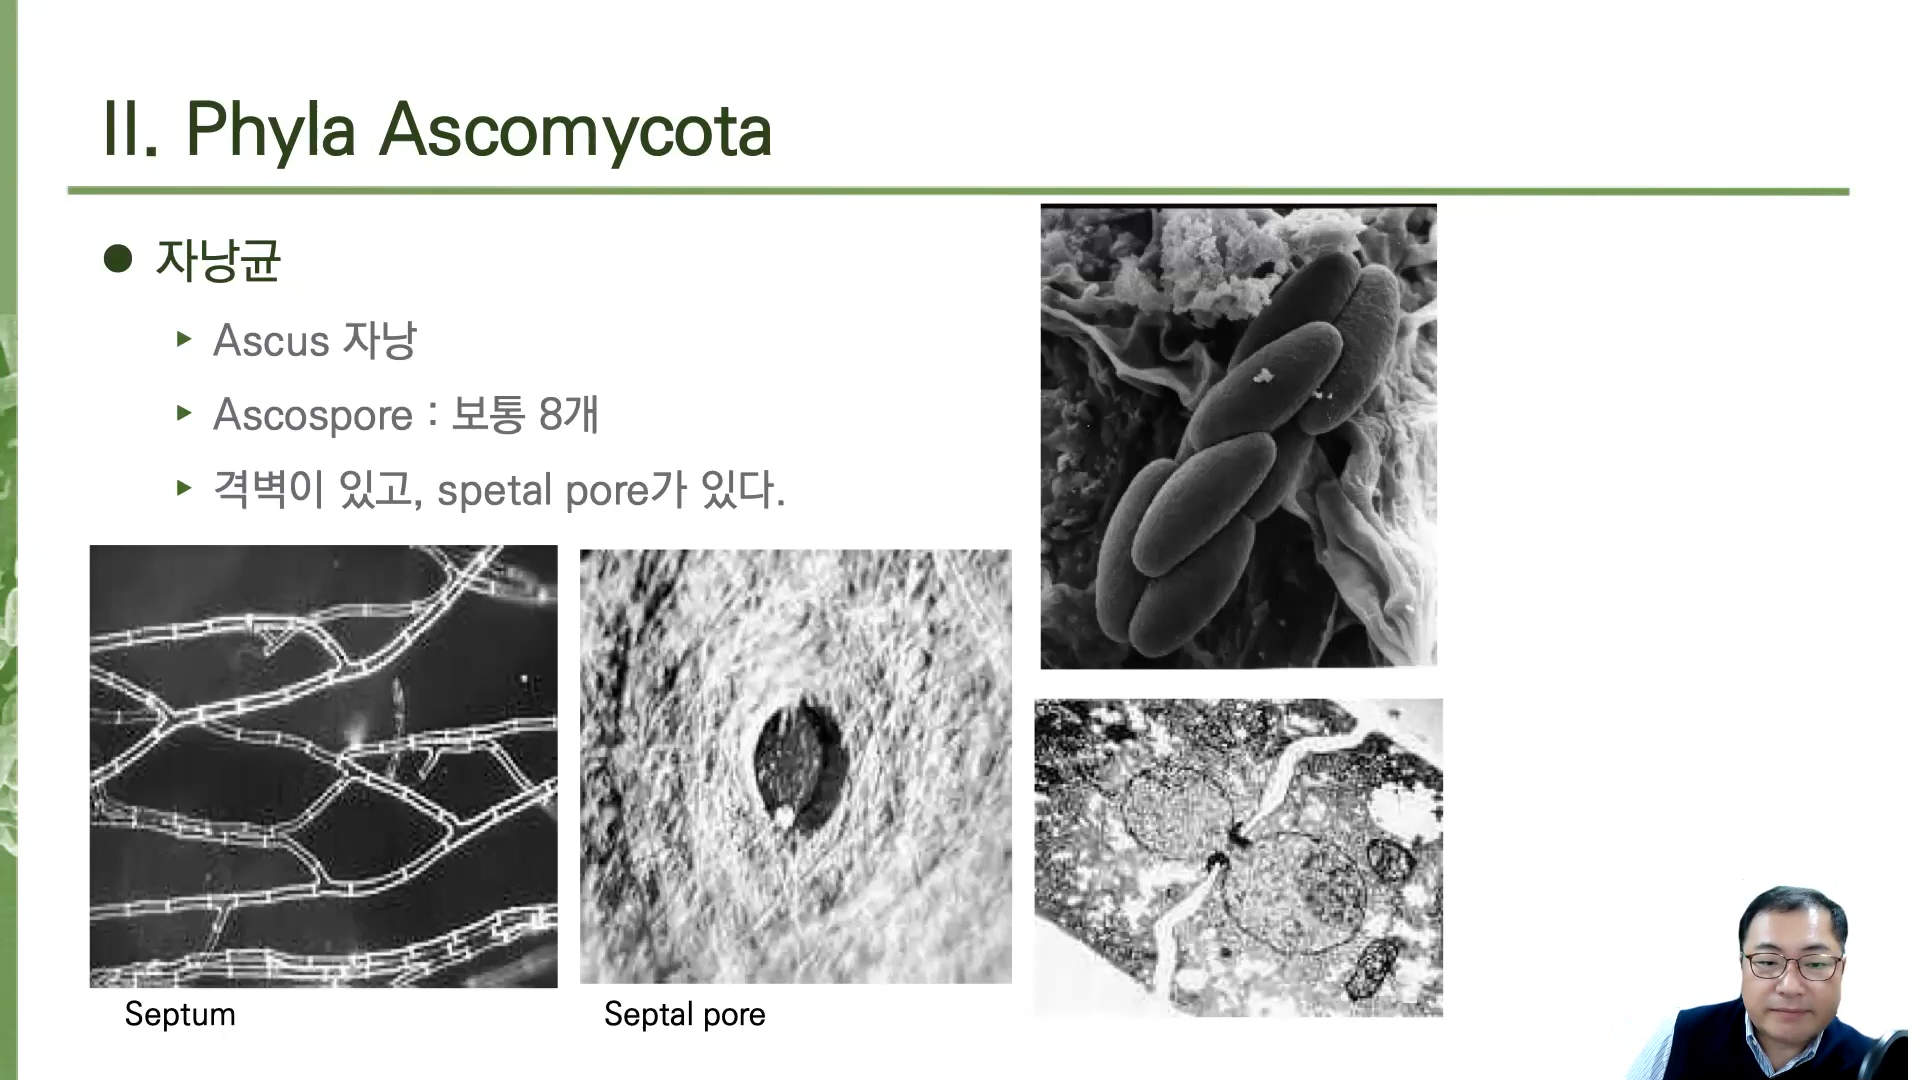 II. Phyla Ascomycota
자낭균
Ascus 자낭
Ascospore : 보통 8개
격벽이 있고, spetal pore가 있다.
Septum
Septal pore